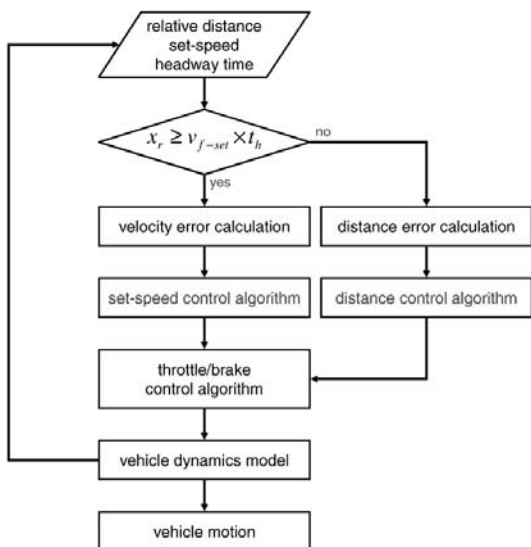 relative distance
set-speed
headway time
x_r ≥ v_{f-set} × t_h
no
yes
velocity error calculation
distance error calculation
set-speed control algorithm
distance control algorithm
throttle/brake
control algorithm
vehicle dynamics model
vehicle motion